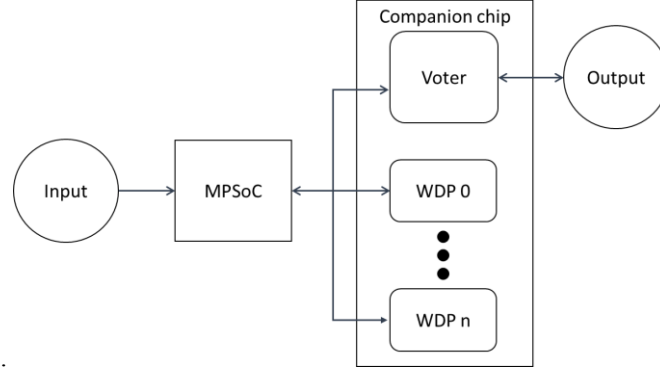 Companion chip
Voter
Output
Input
MPSoC
WDP 0
WDP n
.